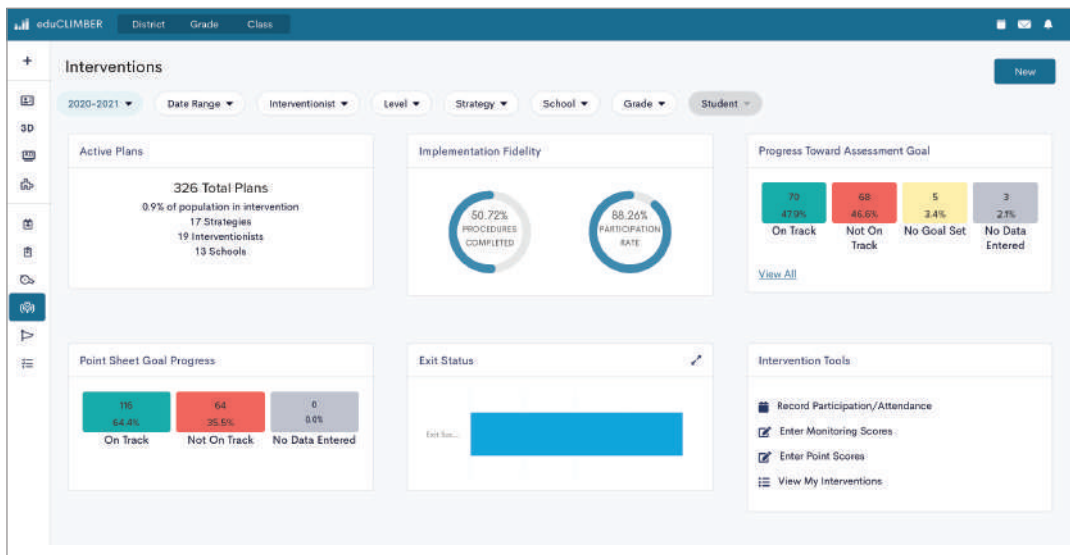 eduCLIMBER District Grade Class
Interventions
New
2020-2021 Date Range Interventionist Level Strategy School Grade Student
3D
Active Plans
326 Total Plans
0.9% of population in intervention
17 Strategies
19 Interventionists
13 Schools
Implementation Fidelity
50.72%
PROCEDURES
COMPLETED
88.26%
PARTICIPATION
RATE
Progress Toward Assessment Goal
70 68 5 3
47.9% 46.6% 3.4% 2.1%
On Track Not On No Goal Set No Data
Track Entered
View All
Point Sheet Goal Progress
116 64 0
64.4% 35.6% 0.0%
On Track Not On Track No Data Entered
Exit Status
Intervention Tools
Record Participation/Attendance
Enter Monitoring Scores
Enter Point Scores
View My Interventions